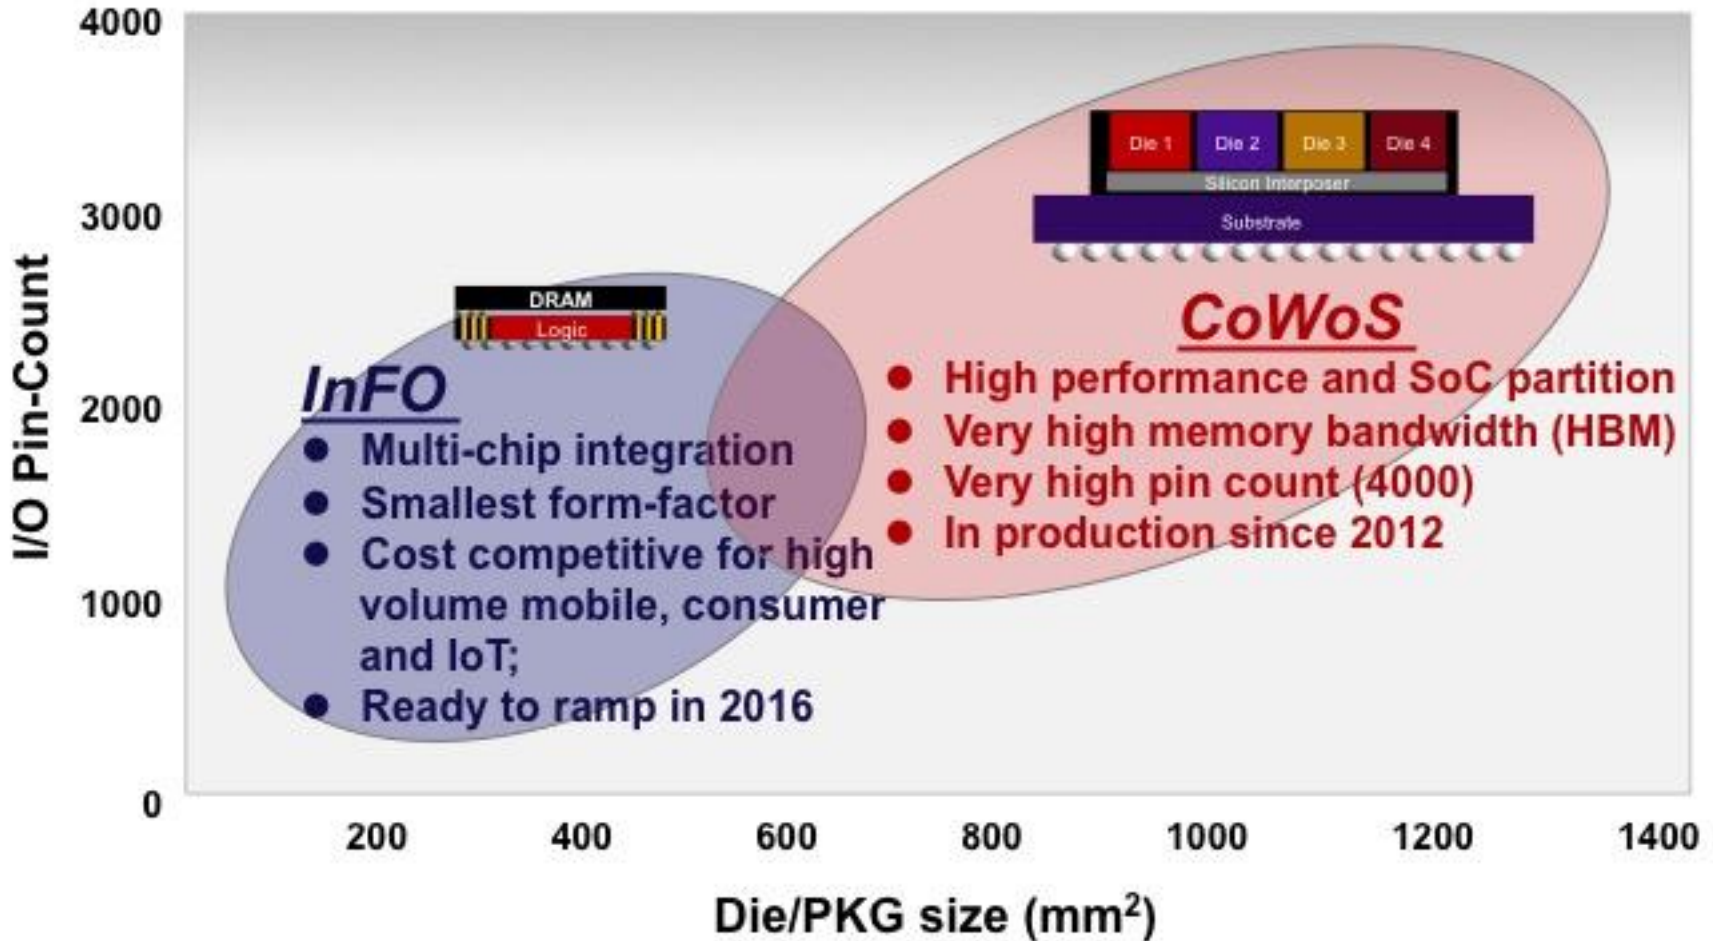 4000
3000
2000
1000
0
I/O Pin-Count
Die 1 Die 2 Die 3 Die 4
Silicon Interposer
Substrate
CoWoS
● High performance and SoC partition
● Very high memory bandwidth (HBM)
● Very high pin count (4000)
● In production since 2012
DRAM
Logic
InFO
● Multi-chip integration
● Smallest form-factor
● Cost competitive for high
volume mobile, consumer
and IoT;
● Ready to ramp in 2016
200 400 600 800 1000 1200 1400
Die/PKG size (mm²)